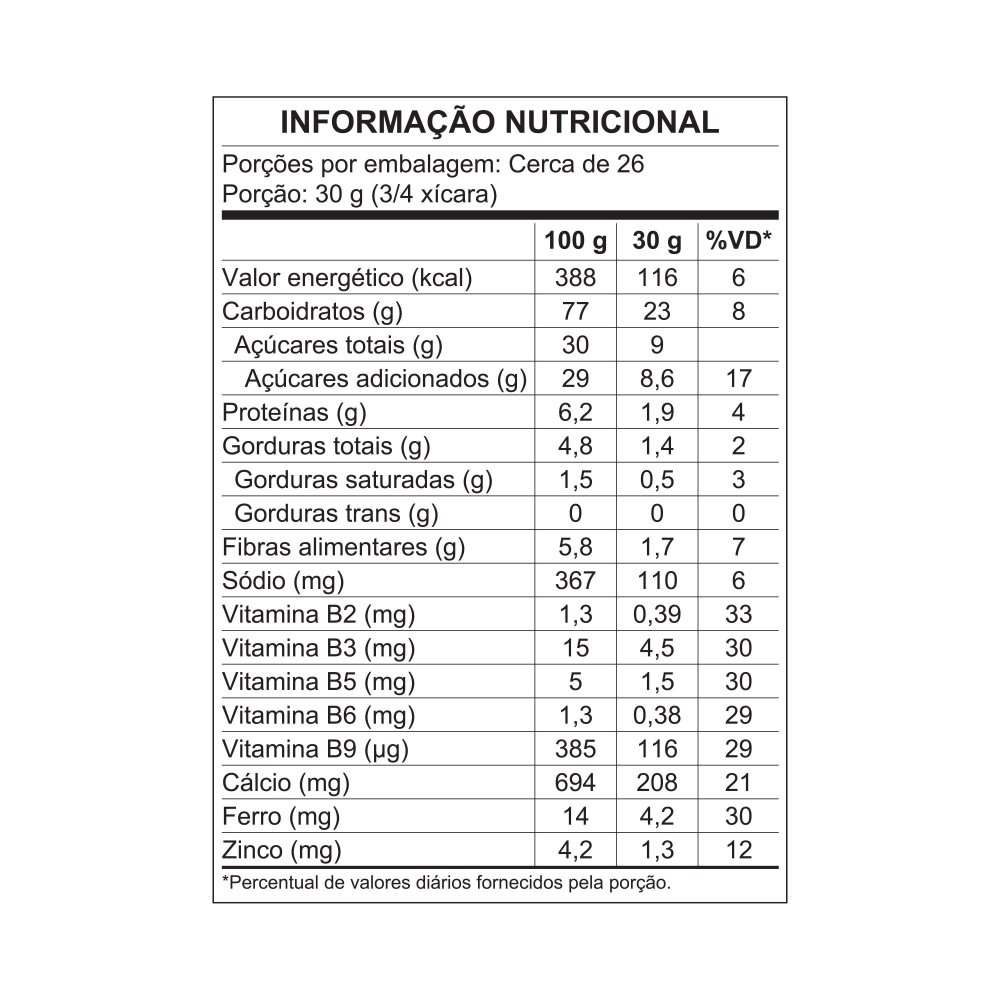 INFORMAÇÃO NUTRICIONAL
Porções por embalagem: Cerca de 26
Porção: 30 g (3/4 xícara)
100 g 30 g %VD*
Valor energético (kcal) 388 116 6
Carboidratos (g) 77 23 8
Açúcares totais (g) 30 9
Açúcares adicionados (g) 29 8,6 17
Proteínas (g) 6,2 1,9 4
Gorduras totais (g) 4,8 1,4 2
Gorduras saturadas (g) 1,5 0,5 3
Gorduras trans (g) 0 0 0
Fibras alimentares (g) 5,8 1,7 7
Sódio (mg) 367 110 6
Vitamina B2 (mg) 1,3 0,39 33
Vitamina B3 (mg) 15 4,5 30
Vitamina B5 (mg) 5 1,5 30
Vitamina B6 (mg) 1,3 0,38 29
Vitamina B9 (µg) 385 116 29
Cálcio (mg) 694 208 21
Ferro (mg) 14 4,2 30
Zinco (mg) 4,2 1,3 12
*Percentual de valores diários fornecidos pela porção.